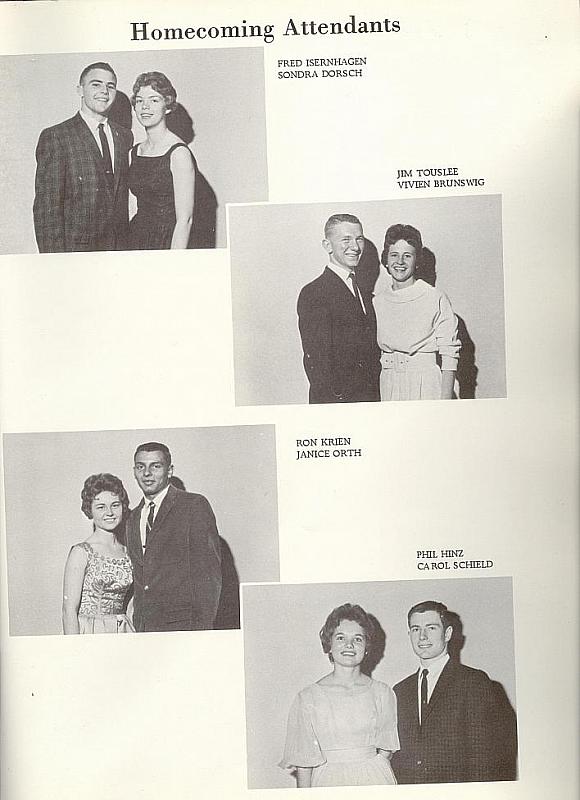 Homecoming Attendants
FRED ISERNHAGEN
SONDRA DORSCH
JIM TOUSLEE
VIVIEN BRUNSWIG
RON KRIEN
JANICE ORTH
PHIL HINZ
CAROL SCHIELD